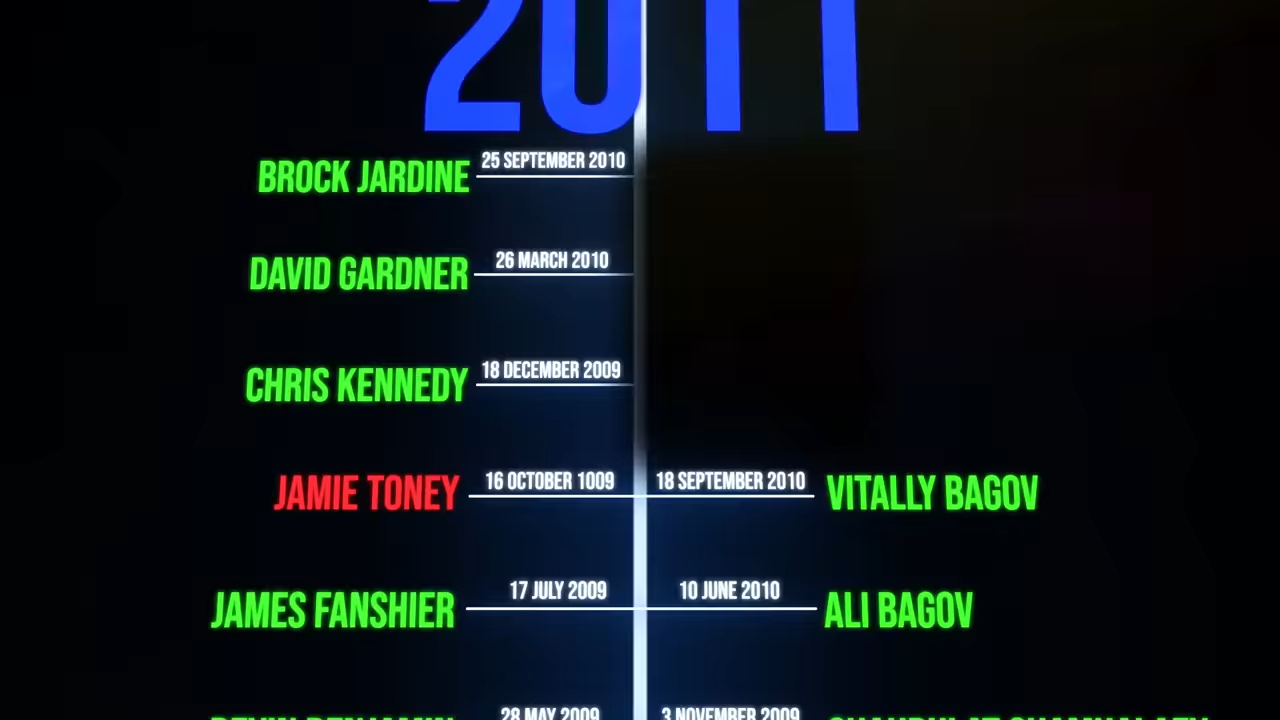 2011
25 SEPTEMBER 2010
BROCK JARDINE
26 MARCH 2010
DAVID GARDNER
18 DECEMBER 2009
CHRIS KENNEDY
16 OCTOBER 1009
JAMIE TONEY
18 SEPTEMBER 2010
VITALLY BAGOV
17 JULY 2009
JAMES FANSHIER
10 JUNE 2010
ALI BAGOV
28 MAY 2009
3 NOVEMBER 2009